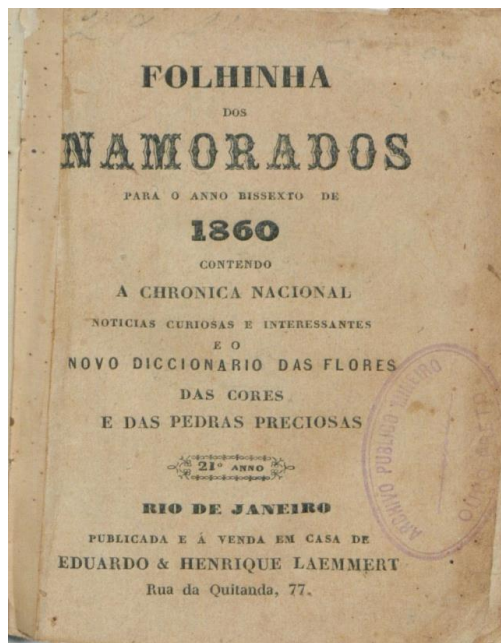 FOLHINHA
DOS
NAMORADOS
PARA O ANNO BISSEXTO DE
1860
CONTENDO
A CHRONICA NACIONAL
NOTICIAS CURIOSAS E INTERESSANTES
E O
NOVO DICCIONARIO DAS FLORES
DAS CORES
E DAS PEDRAS PRECIOSAS
21º ANNO
RIO DE JANEIRO
PUBLICADA E Á VENDA EM CASA DE
EDUARDO & HENRIQUE LAEMMERT
Rua da Quitanda, 77.
ARCHIVO PUBLICO MINEIRO